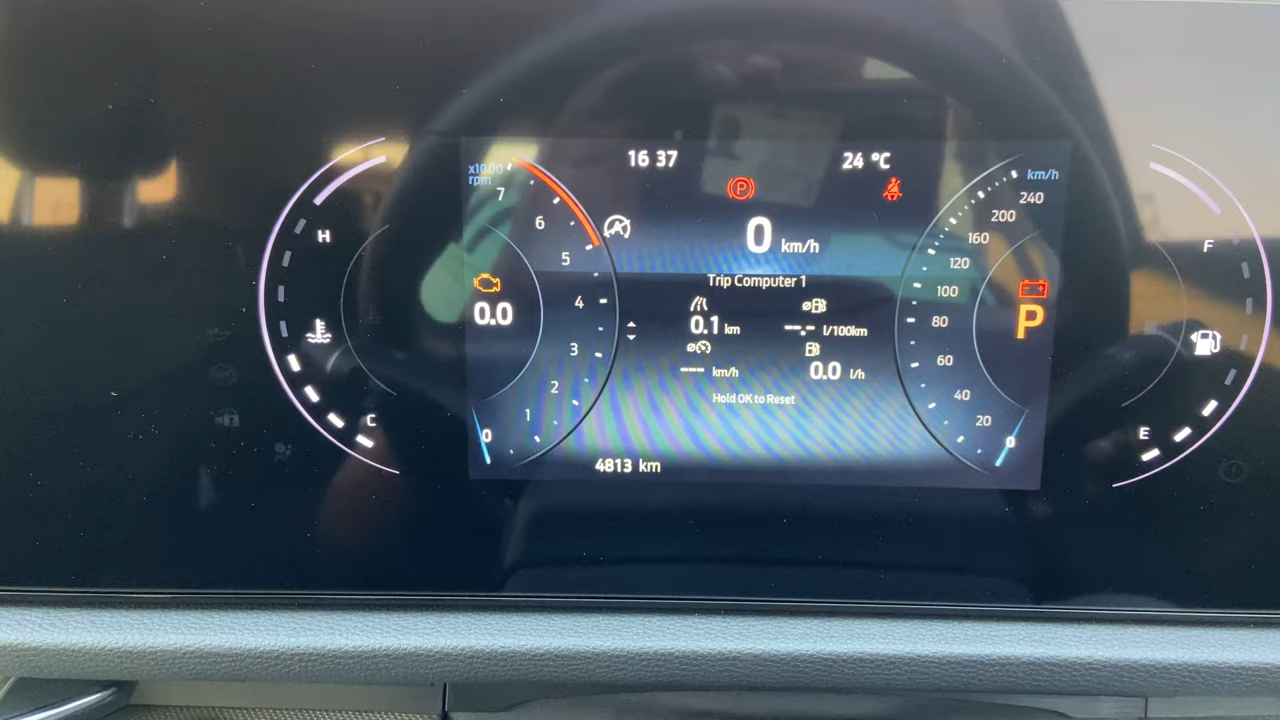 16 37
24 °C
x1000
rpm
km/h
7
6
5
4
3
2
1
0
0.0
P
0 km/h
Trip Computer 1
0.1 km
--.- l/100km
--- km/h
0.0 l/h
Hold OK to Reset
4813 km
240
200
160
120
100
80
60
40
20
0
P
H
C
F
E